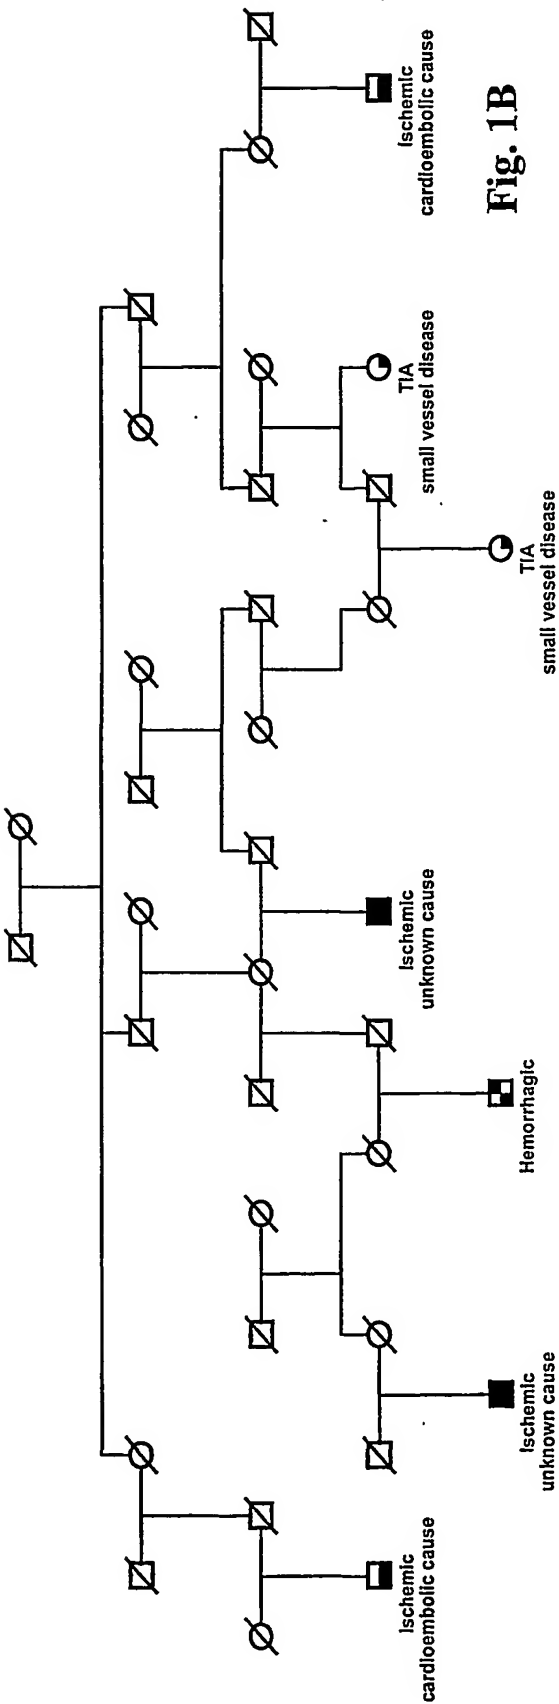 Ischemic
cardioembolic cause
Ischemic
unknown cause
TIA
small vessel disease
Ischemic
cardioembolic cause
Ischemic
unknown cause
Hemorrhagic
TIA
small vessel disease
Fig. 1B